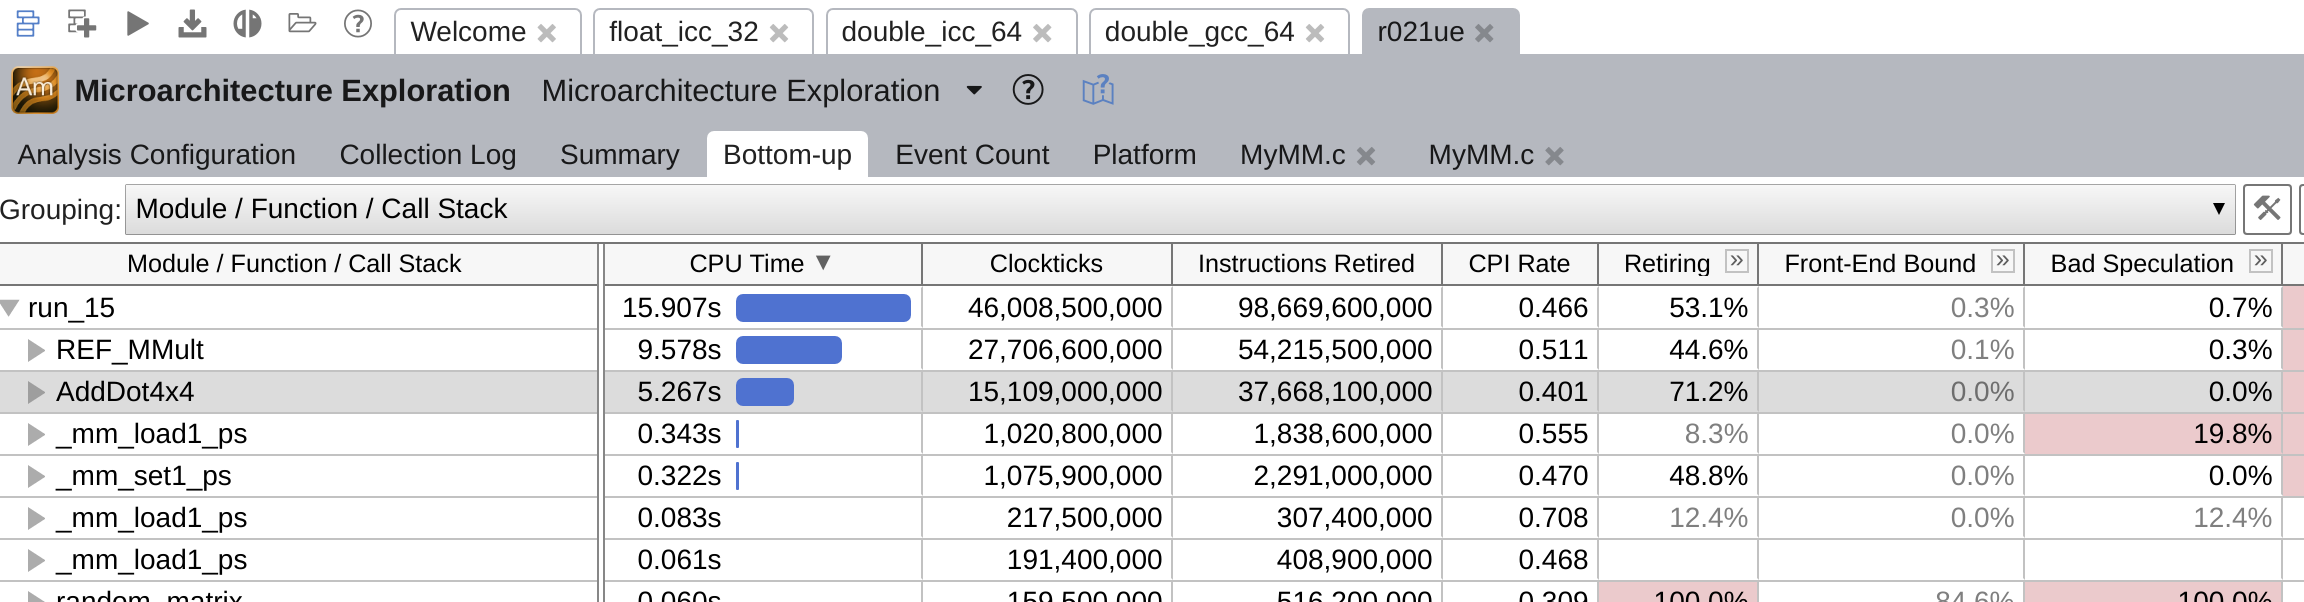 Welcome float_icc_32 double_icc_64 double_gcc_64 r021ue
Am Microarchitecture Exploration Microarchitecture Exploration
Analysis Configuration Collection Log Summary Bottom-up Event Count Platform MyMM.c MyMM.c
Grouping: Module / Function / Call Stack
Module / Function / Call Stack CPU Time Clockticks Instructions Retired CPI Rate Retiring Front-End Bound Bad Speculation
run_15 15.907s 46,008,500,000 98,669,600,000 0.466 53.1% 0.3% 0.7%
REF_MMult 9.578s 27,706,600,000 54,215,500,000 0.511 44.6% 0.1% 0.3%
AddDot4x4 5.267s 15,109,000,000 37,668,100,000 0.401 71.2% 0.0% 0.0%
_mm_load1_ps 0.343s 1,020,800,000 1,838,600,000 0.555 8.3% 0.0% 19.8%
_mm_set1_ps 0.322s 1,075,900,000 2,291,000,000 0.470 48.8% 0.0% 0.0%
_mm_load1_ps 0.083s 217,500,000 307,400,000 0.708 12.4% 0.0% 12.4%
_mm_load1_ps 0.061s 191,400,000 408,900,000 0.468
random_matrix 0.060s 159,500,000 516,200,000 0.309 100.0% 84.6% 100.0%